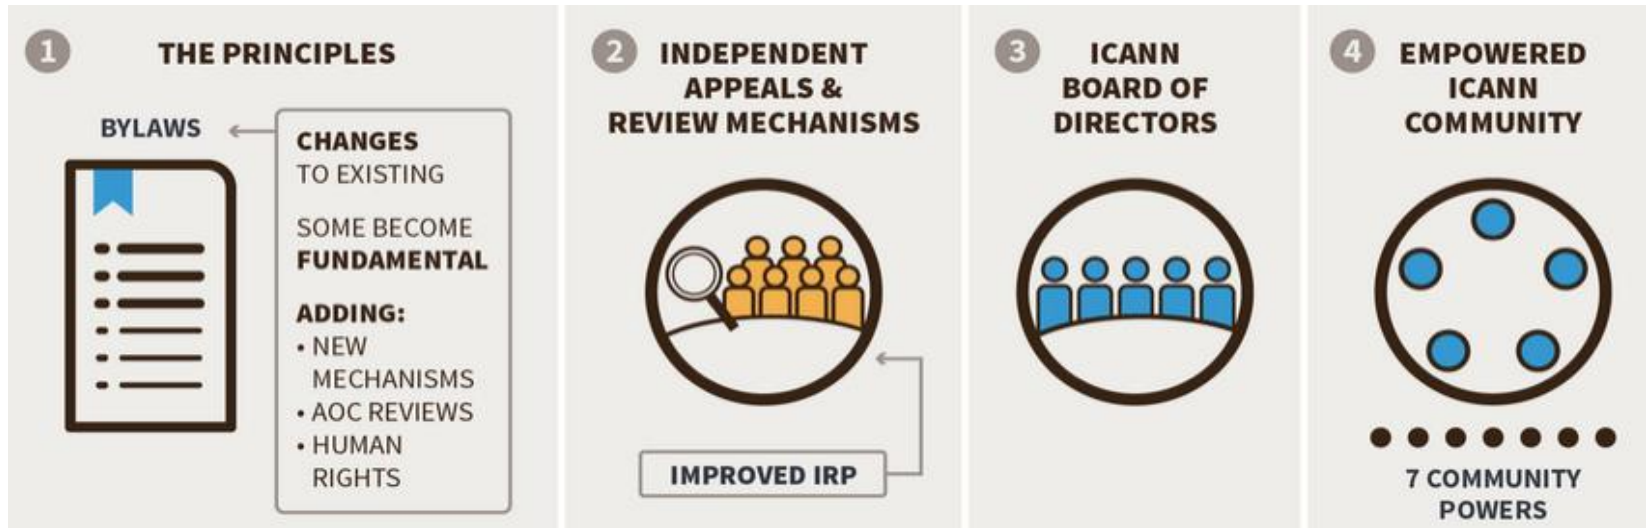 1
THE PRINCIPLES
BYLAWS
CHANGES
TO EXISTING
SOME BECOME
FUNDAMENTAL
ADDING:
• NEW
MECHANISMS
• AOC REVIEWS
• HUMAN
RIGHTS
2
INDEPENDENT
APPEALS &
REVIEW MECHANISMS
IMPROVED IRP
3
ICANN
BOARD OF
DIRECTORS
4
EMPOWERED
ICANN
COMMUNITY
7 COMMUNITY
POWERS